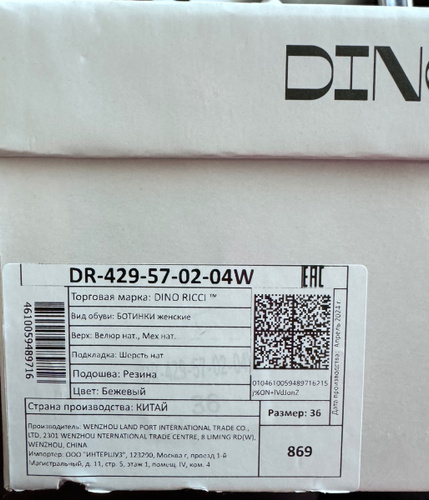 DINO
DR-429-57-02-04W
EAC
Торговая марка: DINO RICCI ™
Вид обуви: БОТИНКИ женские
Верх: Велюр нат., Мех нат.
Подкладка: Шерсть нат
Подошва: Резина
Цвет: Бежевый
4610059489716
Дата производства: Апрель 2024 г
0104610059489716215
Страна производства: КИТАЙ
Размер: 36
Производитель: WENZHOU LAND PORT INTERNATIONAL TRADE CO.,
LTD, 2301 WENZHOU INTERNATIONAL TRADE CENTRE, 8 LIMING RD(W),
WENZHOU, CHINA
Импортер: ООО "ИНТЕРШУЗ", 123290, Москва г, проезд 1-й
Магистральный, д. 11, стр. 5, этаж 1, помещ. IV, ком. 4
869